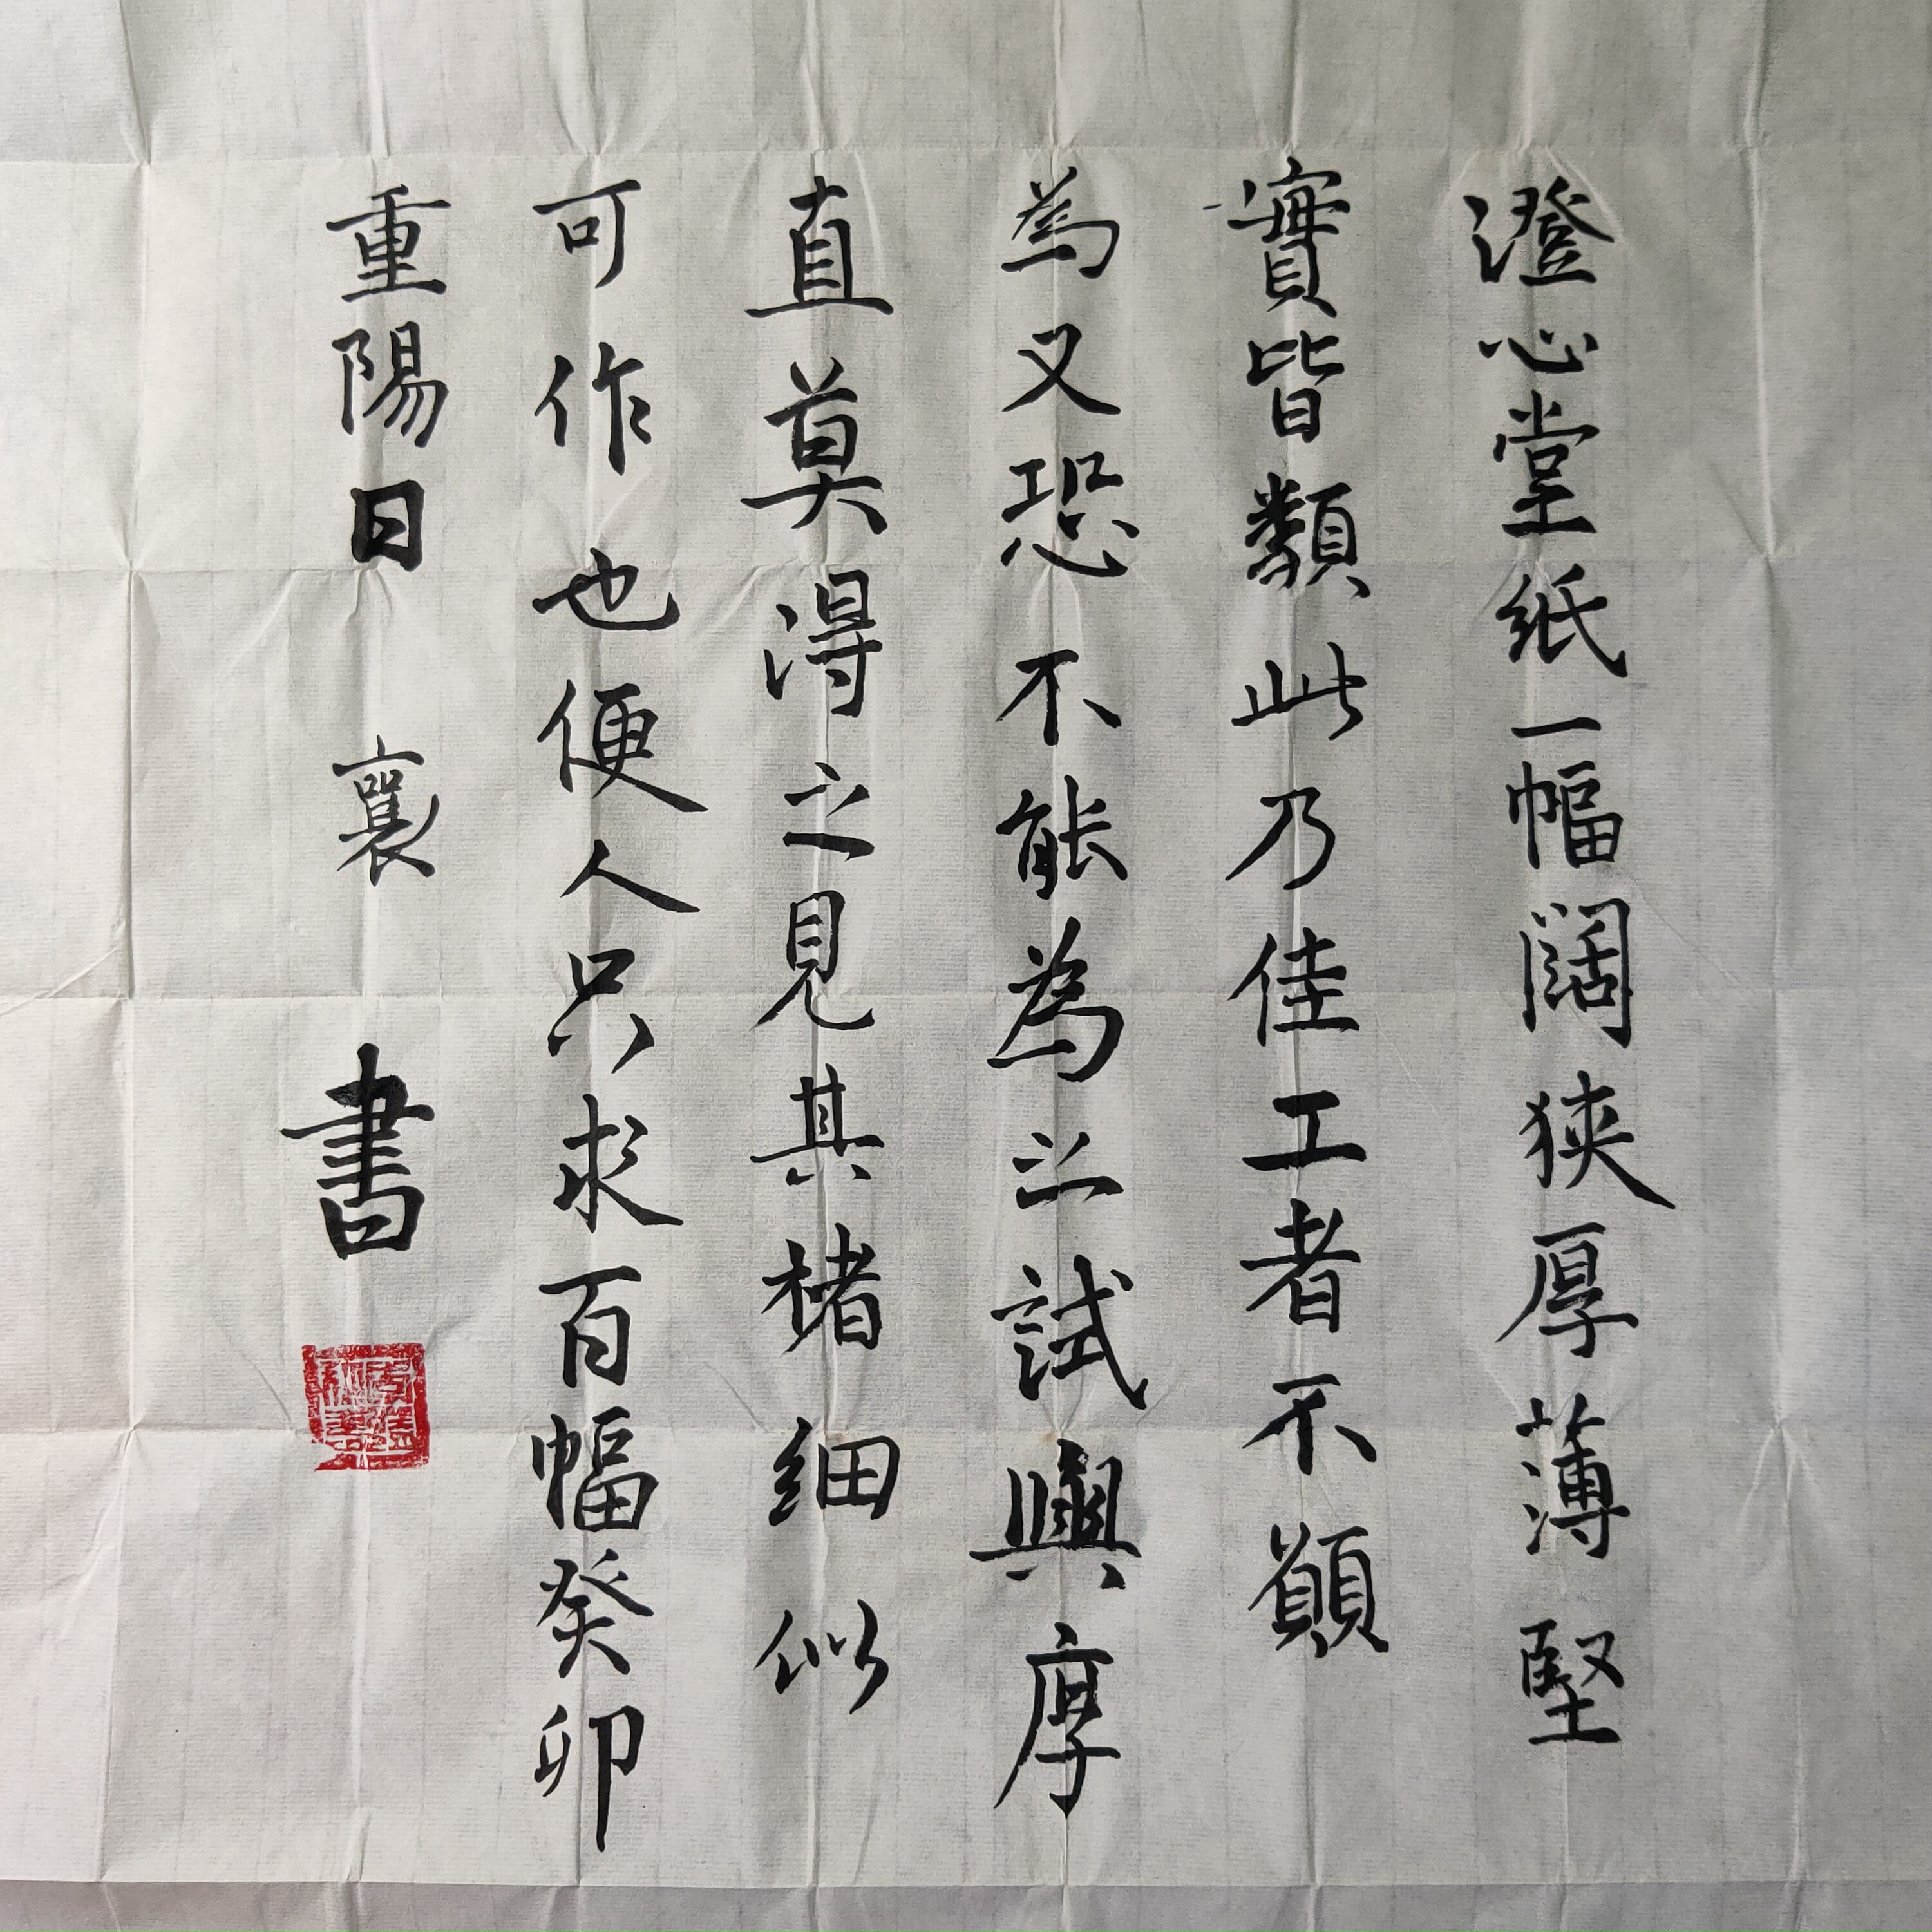 澄心堂紙一幅闊狹厚薄堅
實皆類此乃佳工者不願
為又恐不能為之試與厚
直莫得之見其楮細似
可作也便人只求百幅癸卯
重陽日襄書